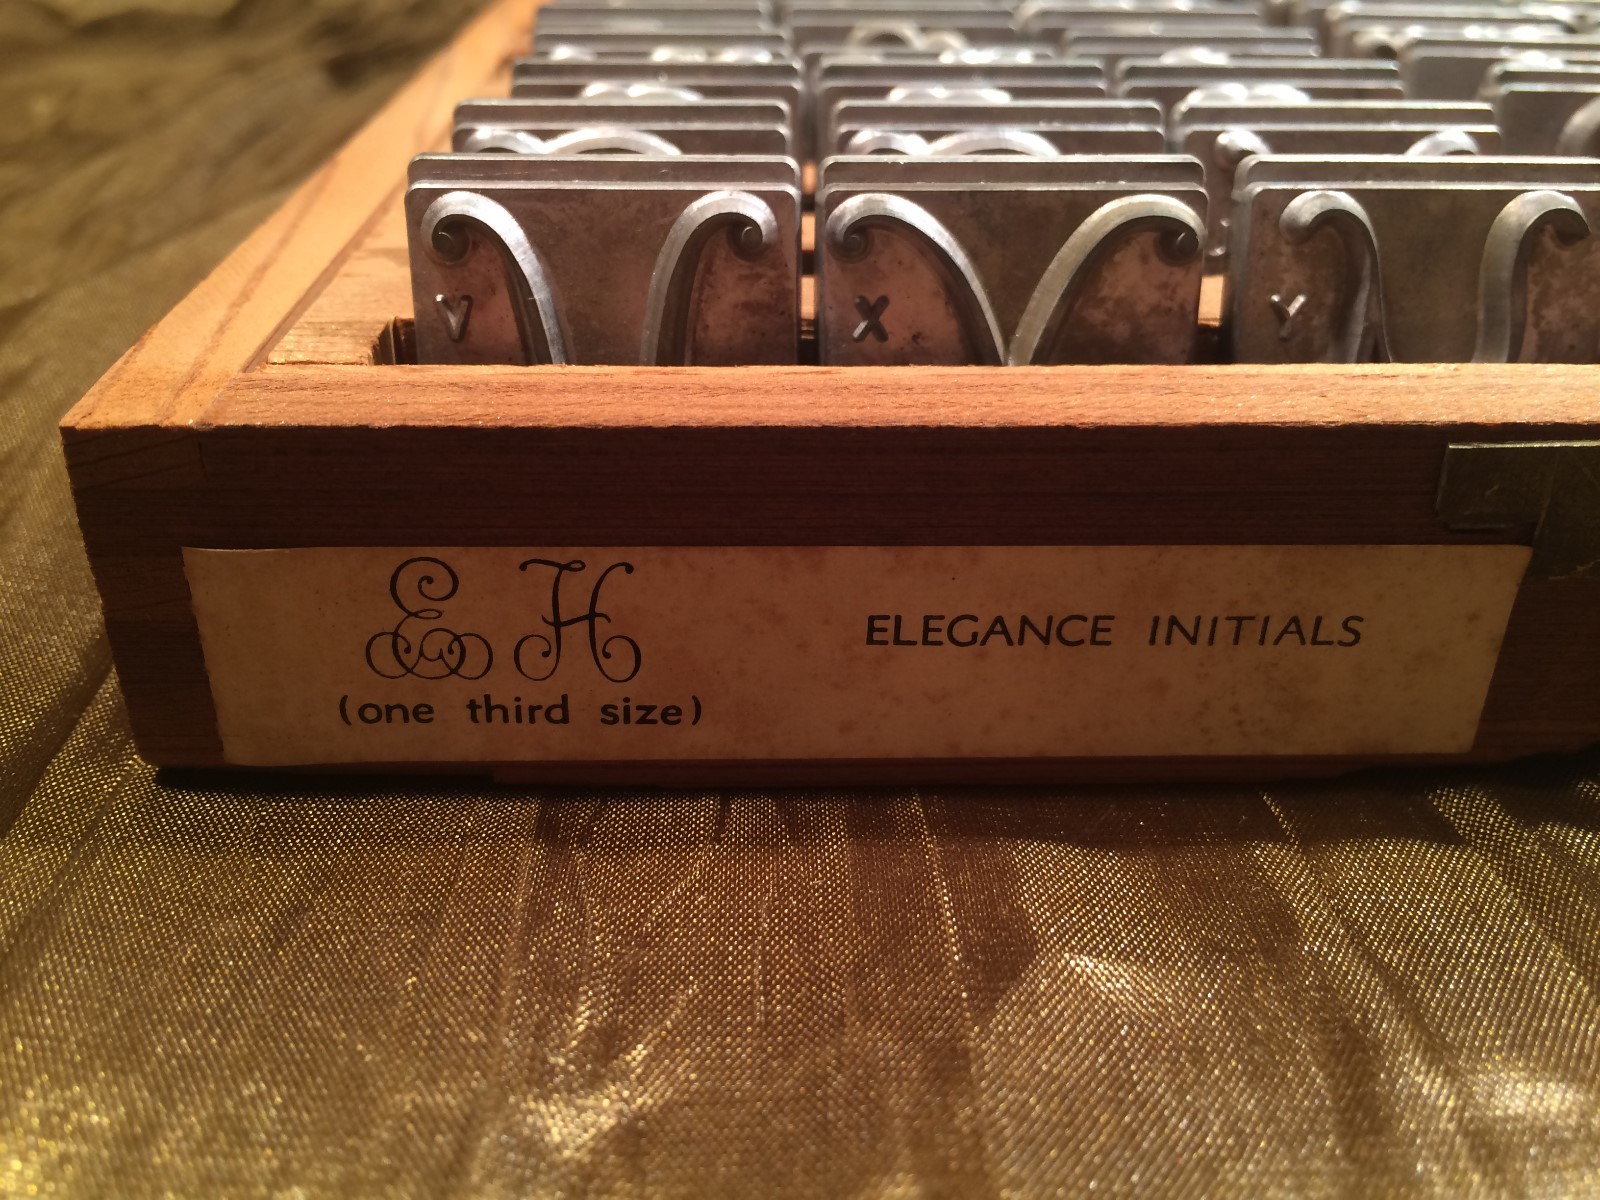 V X Y
E H
(one third size)
ELEGANCE INITIALS